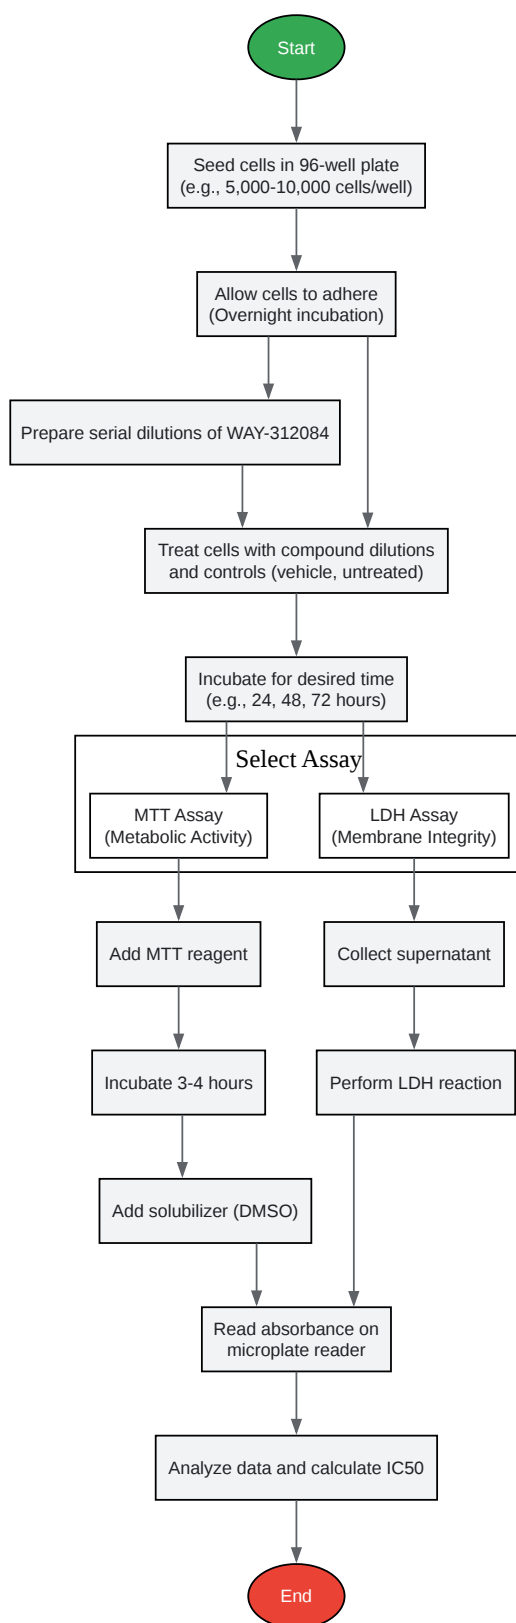 Start
Seed cells in 96-well plate
(e.g., 5,000-10,000 cells/well)
Allow cells to adhere
(Overnight incubation)
Prepare serial dilutions of WAY-312084
Treat cells with compound dilutions
and controls (vehicle, untreated)
Incubate for desired time
(e.g., 24, 48, 72 hours)
Select Assay
MTT Assay
(Metabolic Activity)
LDH Assay
(Membrane Integrity)
Add MTT reagent
Collect supernatant
Incubate 3-4 hours
Perform LDH reaction
Add solubilizer (DMSO)
Read absorbance on
microplate reader
Analyze data and calculate IC50
End